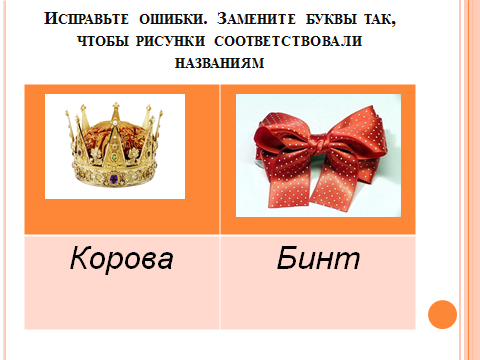 Исправьте ошибки. Замените буквы так,
чтобы рисунки соответствовали
названиям
Корова
Бинт